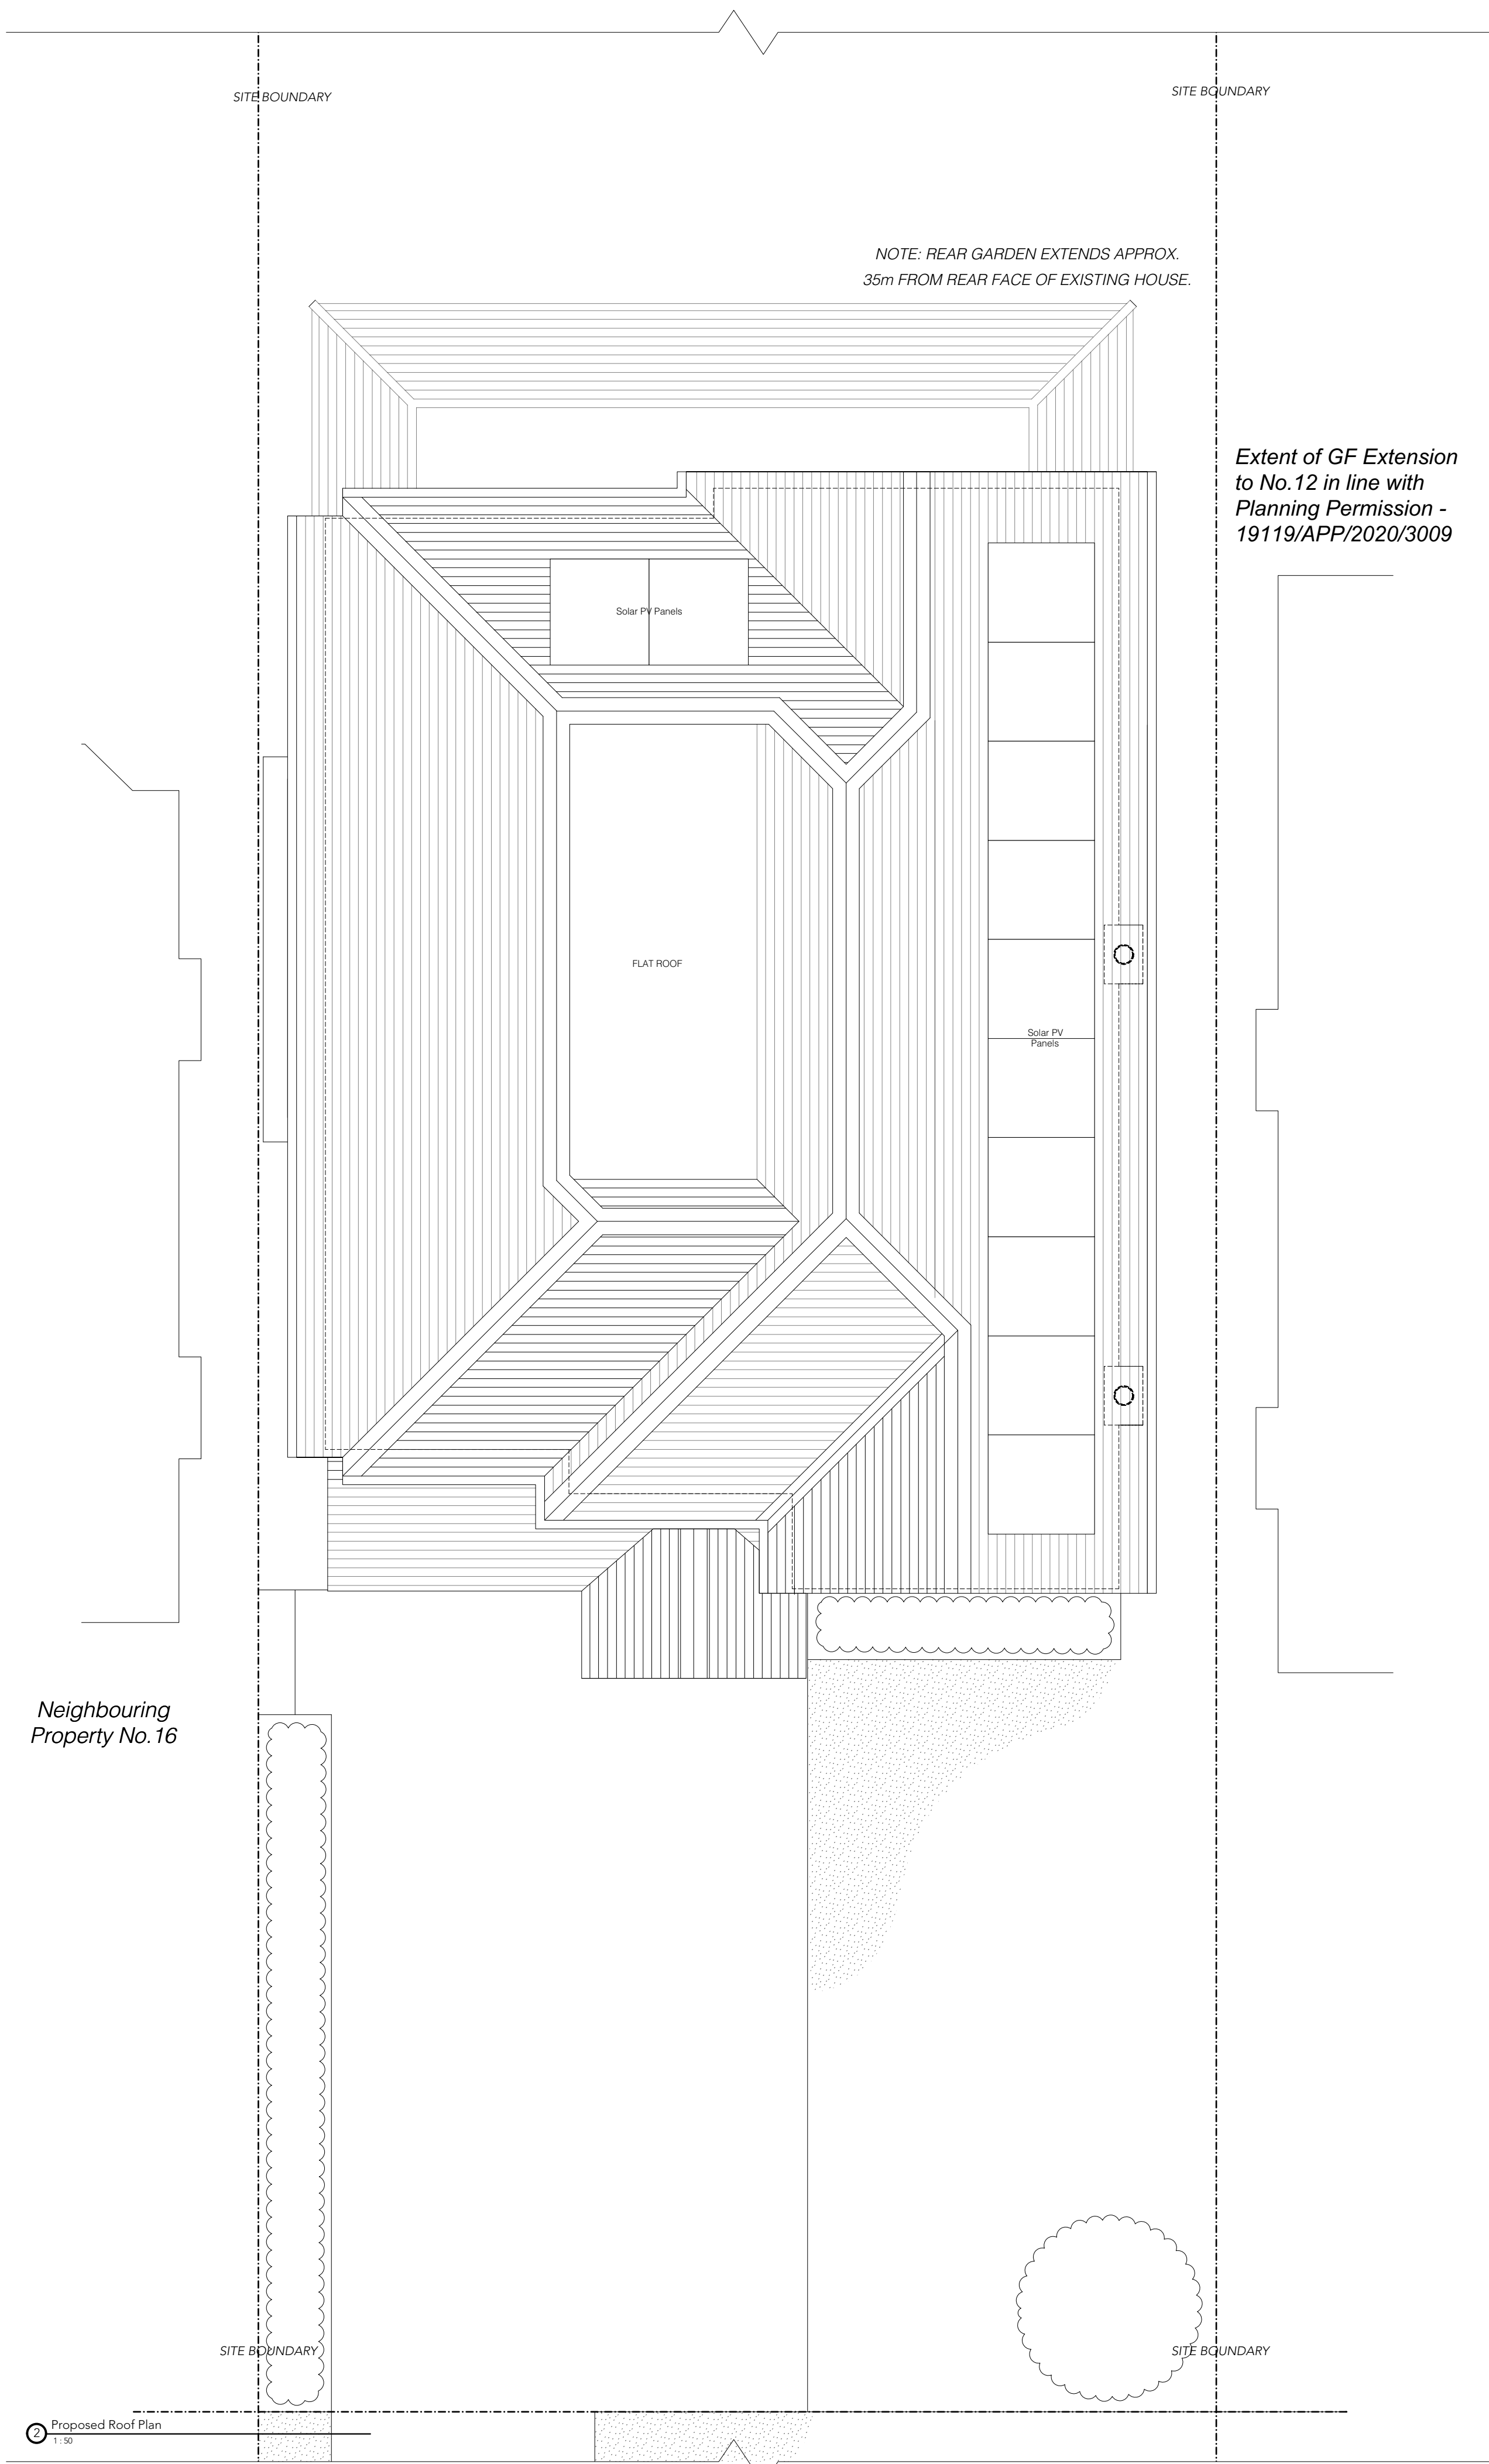 SITE BOUNDARY
SITE BOUNDARY
NOTE: REAR GARDEN EXTENDS APPROX.
35m FROM REAR FACE OF EXISTING HOUSE.
Extent of GF Extension
to No.12 in line with
Planning Permission -
19119/APP/2020/3009
Solar PV Panels
FLAT ROOF
Solar PV
Panels
Neighbouring
Property No.16
SITE BOUNDARY
SITE BOUNDARY
2
Proposed Roof Plan
1 : 50